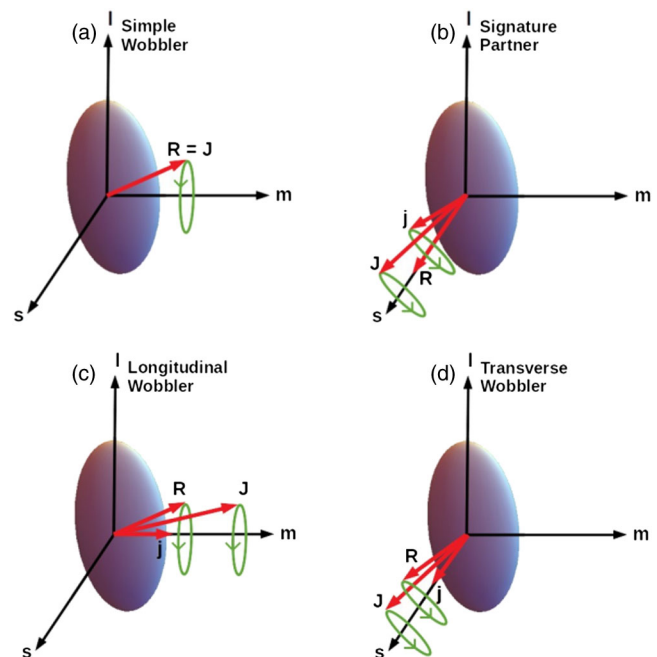 (a)
l Simple
Wobbler
R = J
m
s
(b)
l Signature
Partner
m
j
J
R
s
(c)
l Longitudinal
Wobbler
R
J
j
m
s
(d)
l Transverse
Wobbler
m
R
j
J
s